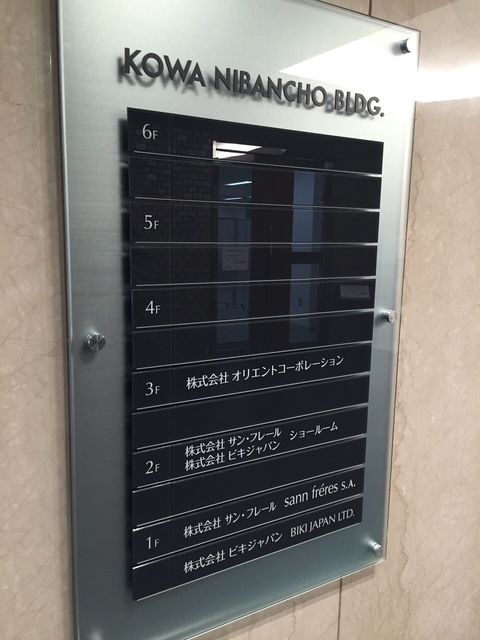 KOWA NIBANCHO BLDG.
6F
5F
4F
3F 株式会社 オリエントコーポレーション
2F 株式会社 サン・フレール ショールーム
株式会社 ビキジャパン
1F 株式会社 サン・フレール sann fréres S.A.
株式会社 ビキジャパン BIKI JAPAN LTD.